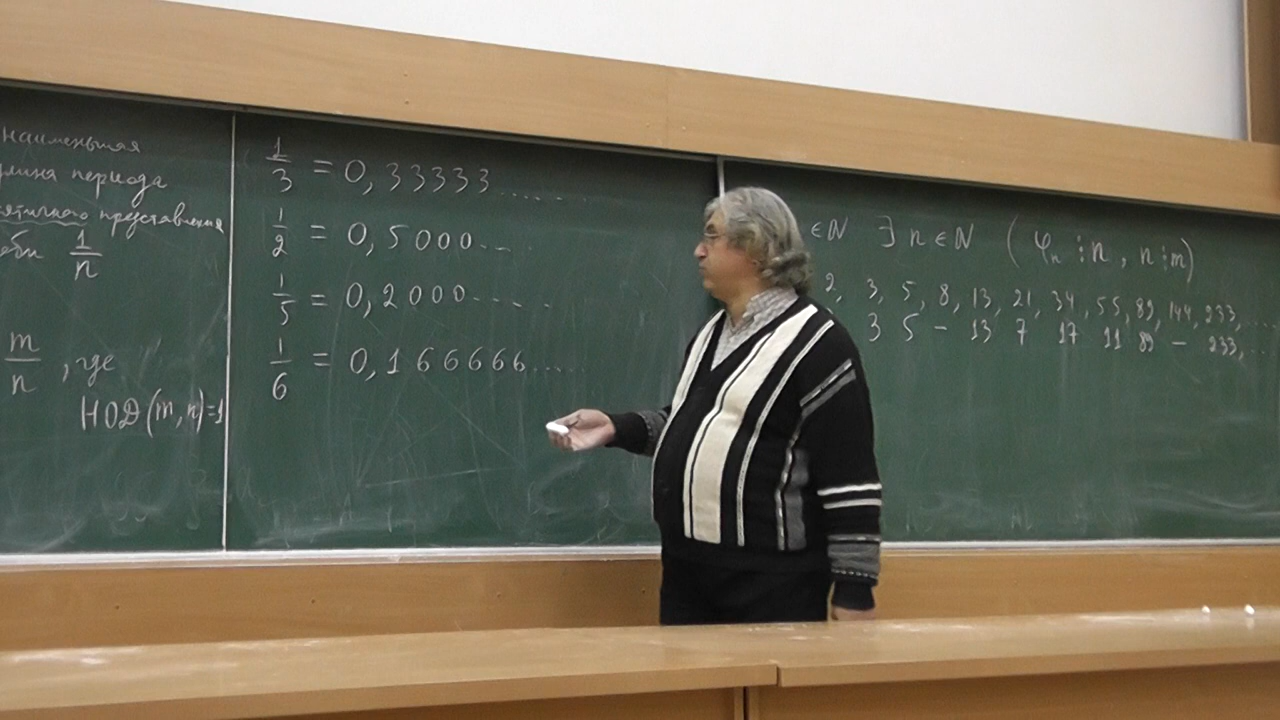 наименьшая
длина периода
представления
1/n
m/n, где
НОД(m,n)=1
1/3 = 0,33333.....
1/2 = 0,5000....
1/5 = 0,2000.....
1/6 = 0,166666.....
∈N ∃n∈N (φₙ⋮n, n⋮m)
2, 3, 5, 8, 13, 21, 34, 55, 89, 144, 233, ...
3 5 – 13 7 17 11 89 – 233, ...